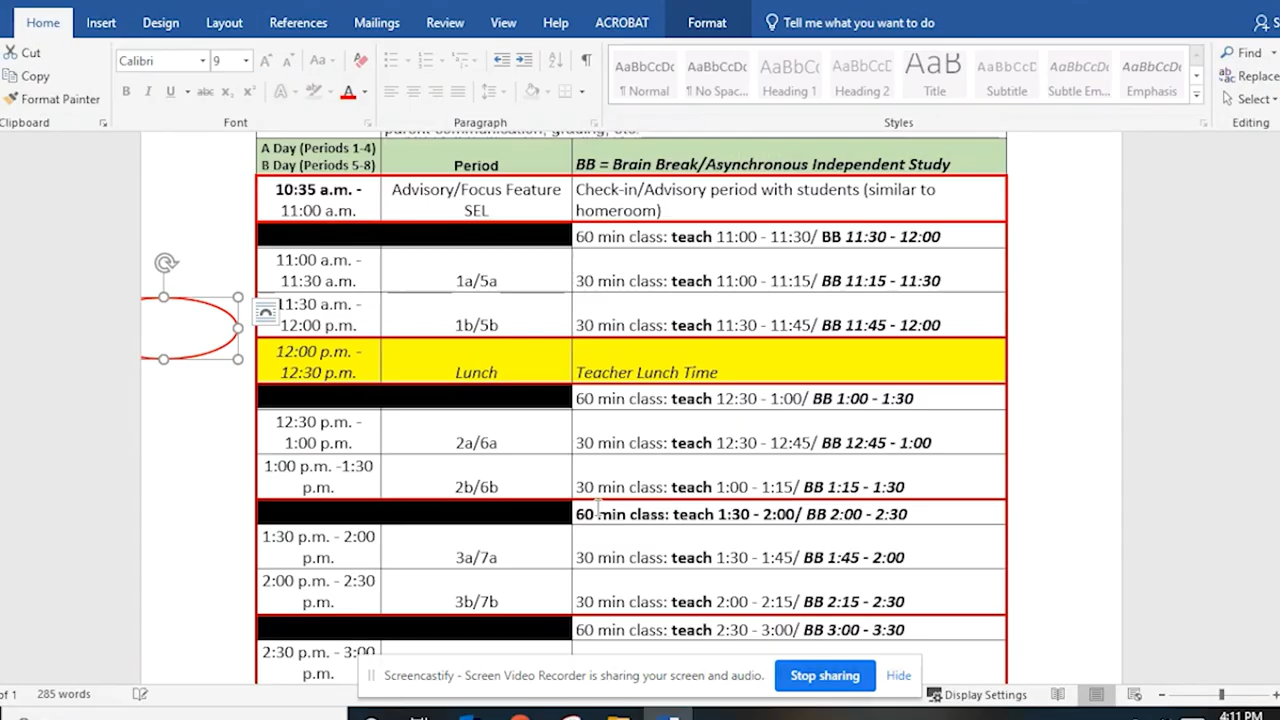 Home Insert Design Layout References Mailings Review View Help ACROBAT Format Tell me what you want to do
Cut
Copy
Format Painter
Clipboard
Calibri 9
Font
Paragraph
AaBbCcDc AaBbCcDc AaBbCc AaBbCcD AaB AaBbCcD AaBbCcDc AaBbCcDc
¶ Normal ¶ No Spac... Heading 1 Heading 2 Title Subtitle Subtle Em... Emphasis
Styles
Find
Replace
Select
Editing
parent communication, grading, etc.
A Day (Periods 1-4)
B Day (Periods 5-8) Period BB = Brain Break/Asynchronous Independent Study
10:35 a.m. - Advisory/Focus Feature Check-in/Advisory period with students (similar to
11:00 a.m. SEL homeroom)
60 min class: teach 11:00 - 11:30/ BB 11:30 - 12:00
11:00 a.m. -
11:30 a.m. 1a/5a 30 min class: teach 11:00 - 11:15/ BB 11:15 - 11:30
11:30 a.m. -
12:00 p.m. 1b/5b 30 min class: teach 11:30 - 11:45/ BB 11:45 - 12:00
12:00 p.m. -
12:30 p.m. Lunch Teacher Lunch Time
60 min class: teach 12:30 - 1:00/ BB 1:00 - 1:30
12:30 p.m. -
1:00 p.m. 2a/6a 30 min class: teach 12:30 - 12:45/ BB 12:45 - 1:00
1:00 p.m. -1:30
p.m. 2b/6b 30 min class: teach 1:00 - 1:15/ BB 1:15 - 1:30
60 min class: teach 1:30 - 2:00/ BB 2:00 - 2:30
1:30 p.m. - 2:00
p.m. 3a/7a 30 min class: teach 1:30 - 1:45/ BB 1:45 - 2:00
2:00 p.m. - 2:30
p.m. 3b/7b 30 min class: teach 2:00 - 2:15/ BB 2:15 - 2:30
60 min class: teach 2:30 - 3:00/ BB 3:00 - 3:30
2:30 p.m. - 3:00
p.m.
Screencastify - Screen Video Recorder is sharing your screen and audio. Stop sharing Hide
of 1 285 words Display Settings
4:11 PM